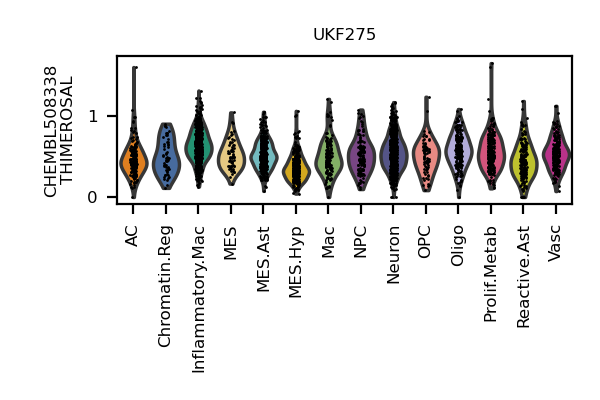 UKF275
CHEMBL508338
THIMEROSAL
1
0
AC
Chromatin.Reg
Inflammatory.Mac
MES
MES.Ast
MES.Hyp
Mac
NPC
Neuron
OPC
Oligo
Prolif.Metab
Reactive.Ast
Vasc